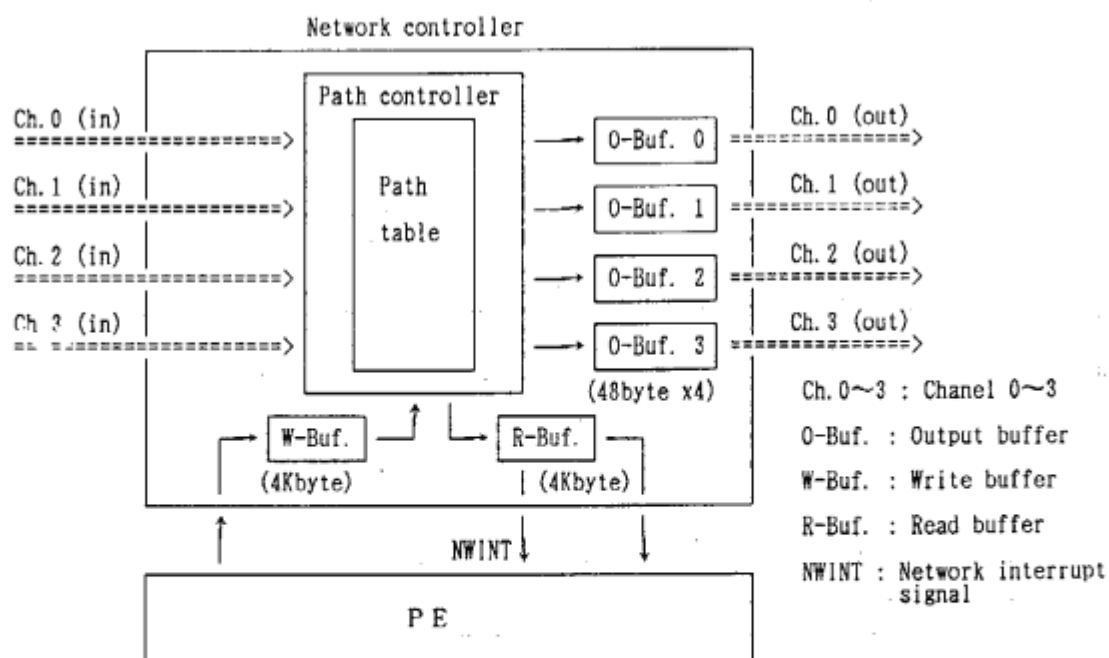 Network controller
Path controller
Path
table
Ch.0 (in)
Ch.1 (in)
Ch.2 (in)
Ch 3 (in)
O-Buf. 0
O-Buf. 1
O-Buf. 2
O-Buf. 3
(48byte x4)
Ch.0 (out)
Ch.1 (out)
Ch.2 (out)
Ch.3 (out)
W-Buf.
(4Kbyte)
R-Buf.
(4Kbyte)
NWINT
PE
Ch.0～3 : Chanel 0～3
O-Buf. : Output buffer
W-Buf. : Write buffer
R-Buf. : Read buffer
NWINT : Network interrupt
signal